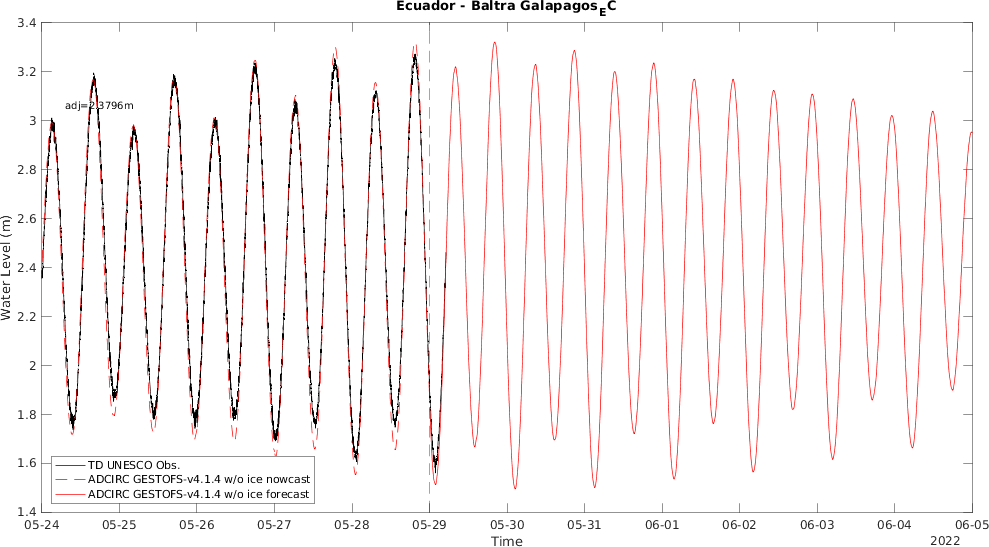 Ecuador - Baltra Galapagos_EC
3.4
3.2
3
2.8
2.6
2.4
2.2
2
1.8
1.6
1.4
Water Level (m)
adj=2.3796m
TD UNESCO Obs.
ADCIRC GESTOFS-v4.1.4 w/o ice nowcast
ADCIRC GESTOFS-v4.1.4 w/o ice forecast
05-24 05-25 05-26 05-27 05-28 05-29 05-30 05-31 06-01 06-02 06-03 06-04 06-05
Time
2022